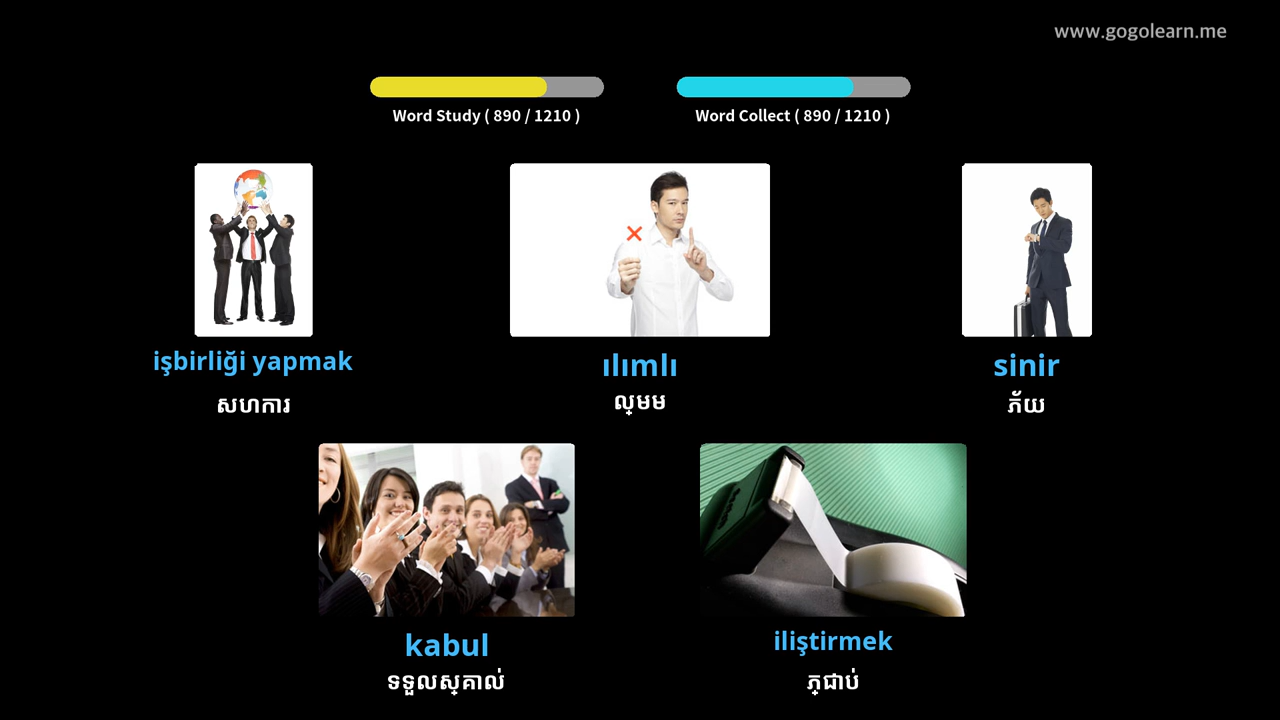 www.gogolearn.me
Word Study ( 890 / 1210 )
Word Collect ( 890 / 1210 )
işbirliği yapmak
សហការ
ılımlı
ល្មម
sinir
ភ័យ
kabul
ទទួលស្គាល់
iliştirmek
ភ្ជាប់